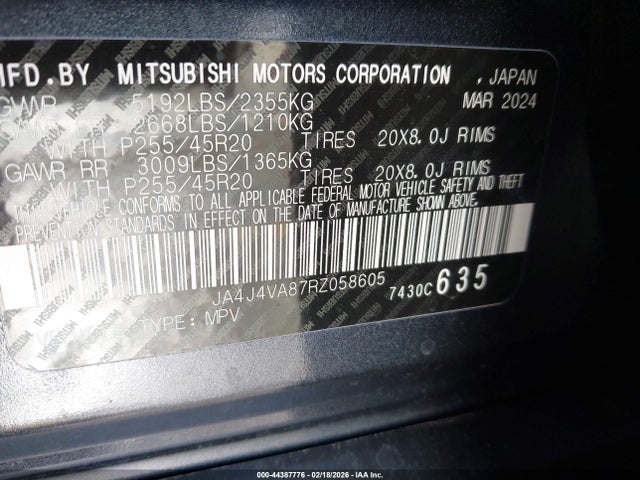 MFD. BY MITSUBISHI MOTORS CORPORATION , JAPAN
GVWR 5192LBS/2355KG MAR 2024
2668LBS/1210KG
WITH P255/45R20 TIRES 20X8.0J RIMS
GAWR RR 3009LBS/1365KG
WITH P255/45R20 TIRES 20X8.0J RIMS
THIS VEHICLE CONFORMS TO ALL APPLICABLE FEDERAL MOTOR VEHICLE SAFETY AND THEFT
PREVENTION STANDARDS IN EFFECT ON THE DATE OF MANUFACTURE SHOWN ABOVE.
JA4J4VA87RZ058605 7430C 635
TYPE: MPV
000-44387776 - 02/18/2026 - IAA Inc.